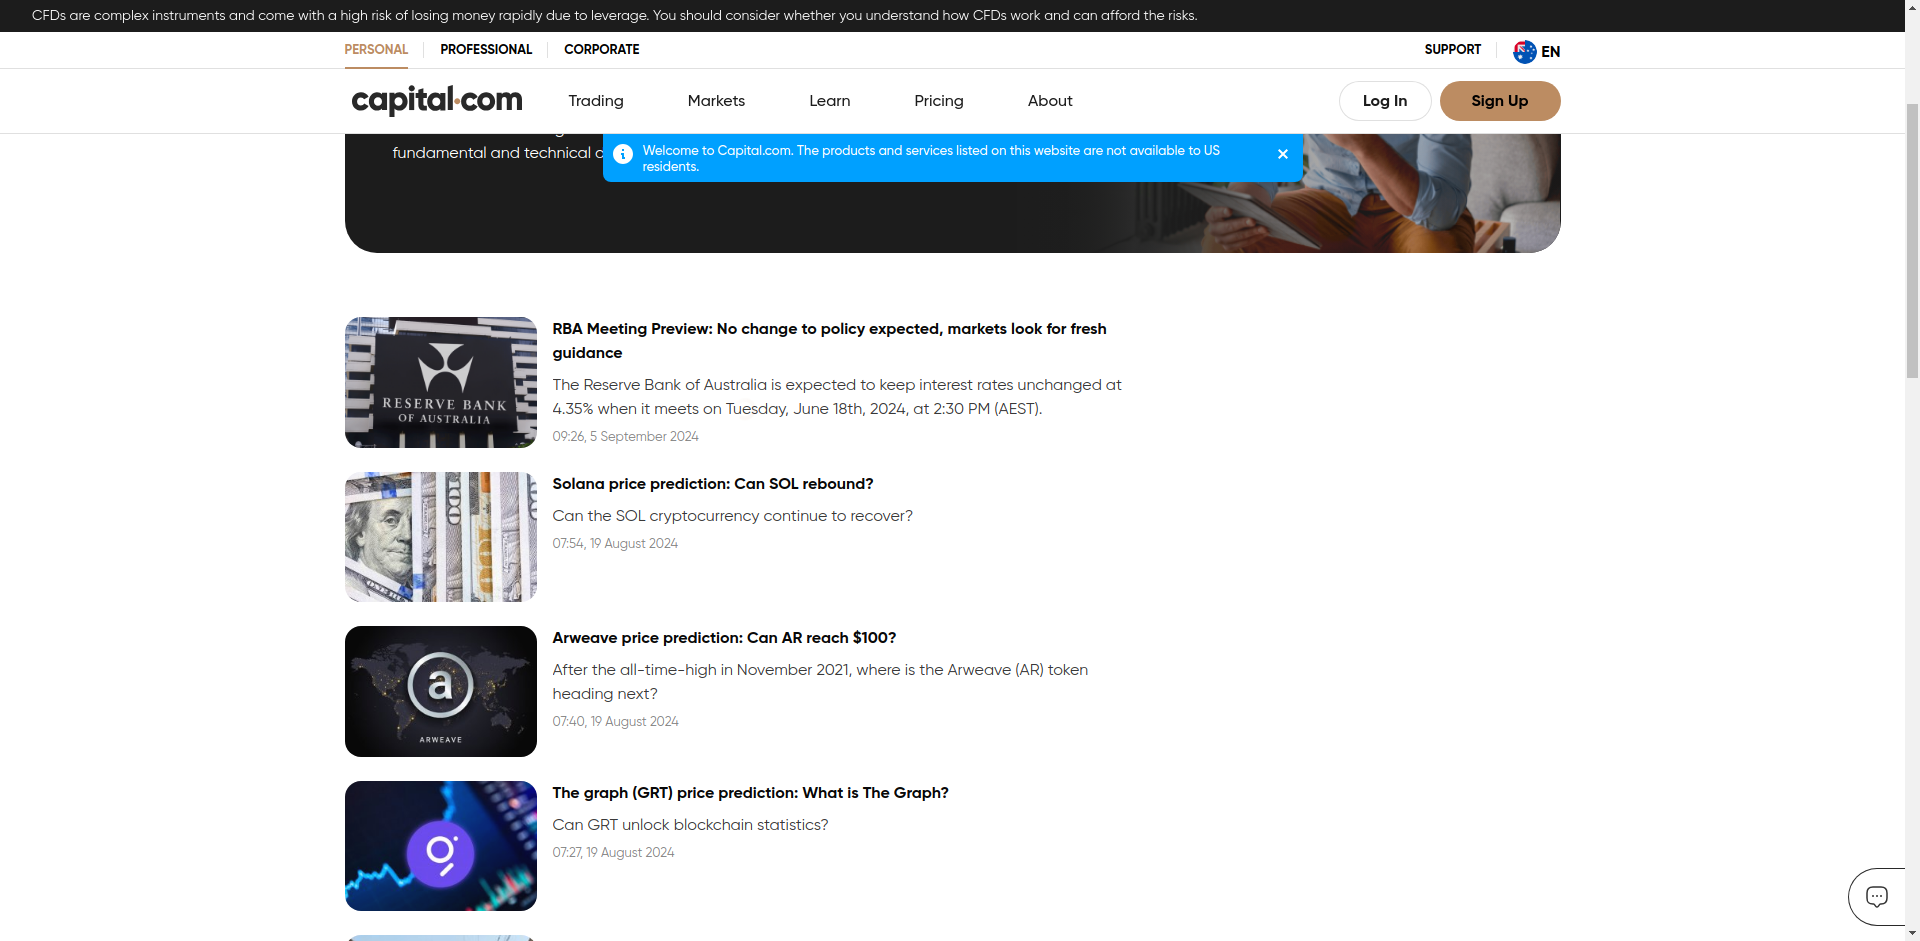 CFDs are complex instruments and come with a high risk of losing money rapidly due to leverage. You should consider whether you understand how CFDs work and can afford the risks.
PERSONAL
PROFESSIONAL
CORPORATE
SUPPORT
EN
capital.com
Trading
Markets
Learn
Pricing
About
Log In
Sign Up
fundamental and technical
Welcome to Capital.com. The products and services listed on this website are not available to US
residents.
RESERVE BANK
OF AUSTRALIA
RBA Meeting Preview: No change to policy expected, markets look for fresh
guidance
The Reserve Bank of Australia is expected to keep interest rates unchanged at
4.35% when it meets on Tuesday, June 18th, 2024, at 2:30 PM (AEST).
09:26, 5 September 2024
100
Solana price prediction: Can SOL rebound?
Can the SOL cryptocurrency continue to recover?
07:54, 19 August 2024
a
ARWEAVE
Arweave price prediction: Can AR reach $100?
After the all-time-high in November 2021, where is the Arweave (AR) token
heading next?
07:40, 19 August 2024
The graph (GRT) price prediction: What is The Graph?
Can GRT unlock blockchain statistics?
07:27, 19 August 2024